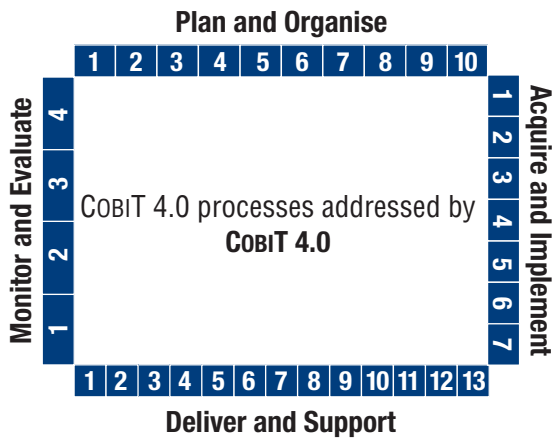 Plan and Organise
1 2 3 4 5 6 7 8 9 10
Monitor and Evaluate
4 3 2 1
COBIT 4.0 processes addressed by
COBIT 4.0
1 2 3 4 5 6 7
Acquire and Implement
1 2 3 4 5 6 7 8 9 10 11 12 13
Deliver and Support